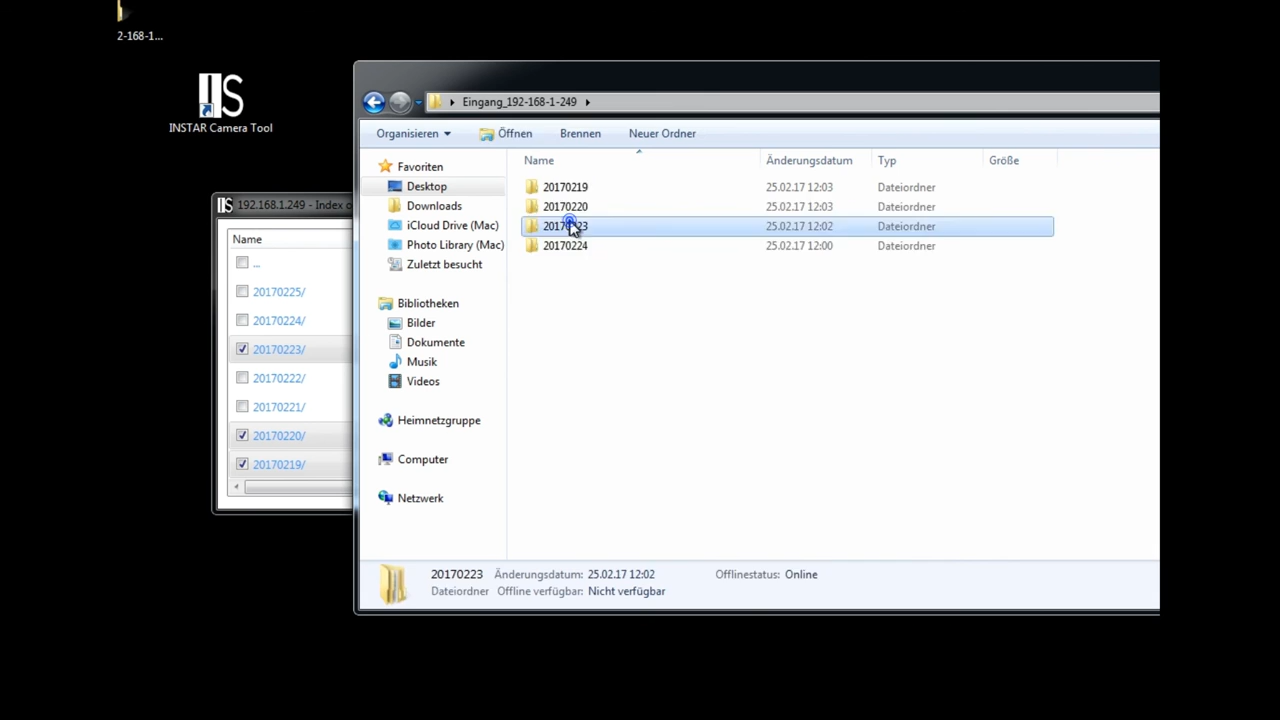 2-168-1...
INSTAR Camera Tool
192.168.1.249 - Index o
Name
...
20170225/
20170224/
20170223/
20170222/
20170221/
20170220/
20170219/
Eingang_192-168-1-249
Organisieren
Öffnen
Brennen
Neuer Ordner
Favoriten
Desktop
Downloads
iCloud Drive (Mac)
Photo Library (Mac)
Zuletzt besucht
Bibliotheken
Bilder
Dokumente
Musik
Videos
Heimnetzgruppe
Computer
Netzwerk
Name Änderungsdatum Typ Größe
20170219 25.02.17 12:03 Dateiordner
20170220 25.02.17 12:03 Dateiordner
20170223 25.02.17 12:02 Dateiordner
20170224 25.02.17 12:00 Dateiordner
20170223 Änderungsdatum: 25.02.17 12:02 Offlinestatus: Online
Dateiordner Offline verfügbar: Nicht verfügbar